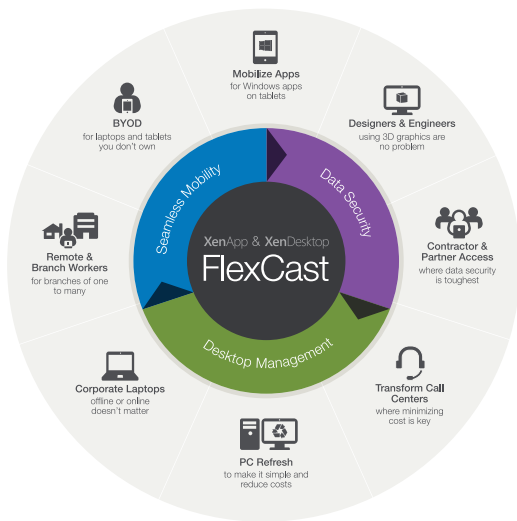 Mobilize Apps
for Windows apps
on tablets
Designers & Engineers
using 3D graphics are
no problem
Contractor &
Partner Access
where data security
is toughest
Transform Call
Centers
where minimizing
cost is key
PC Refresh
to make it simple and
reduce costs
Corporate Laptops
offline or online
doesn't matter
Remote &
Branch Workers
for branches of one
to many
BYOD
for laptops and tablets
you don't own
Seamless Mobility
Data Security
Desktop Management
XenApp & XenDesktop
FlexCast